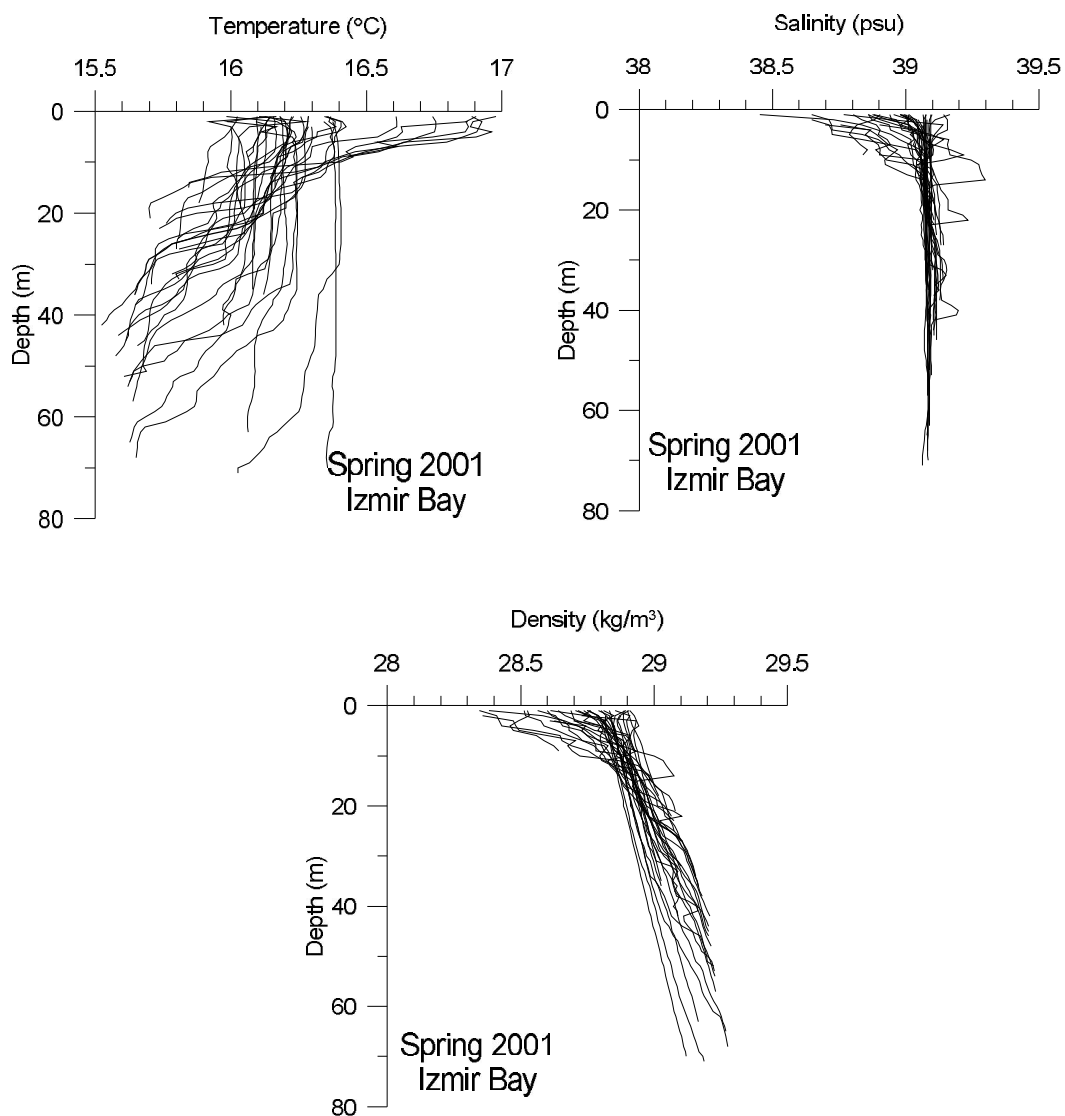 Temperature (°C)
15.5 16 16.5 17
0
20
40
60
80
Depth (m)
Spring 2001
Izmir Bay
Salinity (psu)
38 38.5 39 39.5
0
20
40
60
80
Depth (m)
Spring 2001
Izmir Bay
Density (kg/m³)
28 28.5 29 29.5
0
20
40
60
80
Depth (m)
Spring 2001
Izmir Bay